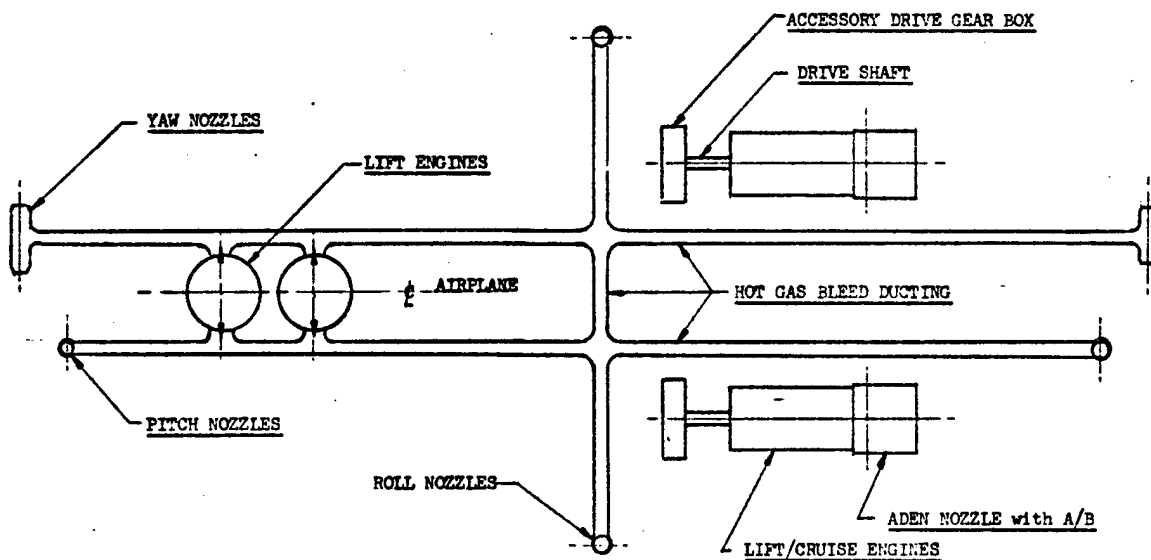 ACCESSORY DRIVE GEAR BOX
DRIVE SHAFT
YAW NOZZLES
LIFT ENGINES
℄ AIRPLANE
HOT GAS BLEED DUCTING
PITCH NOZZLES
ROLL NOZZLES
ADEN NOZZLE with A/B
LIFT/CRUISE ENGINES